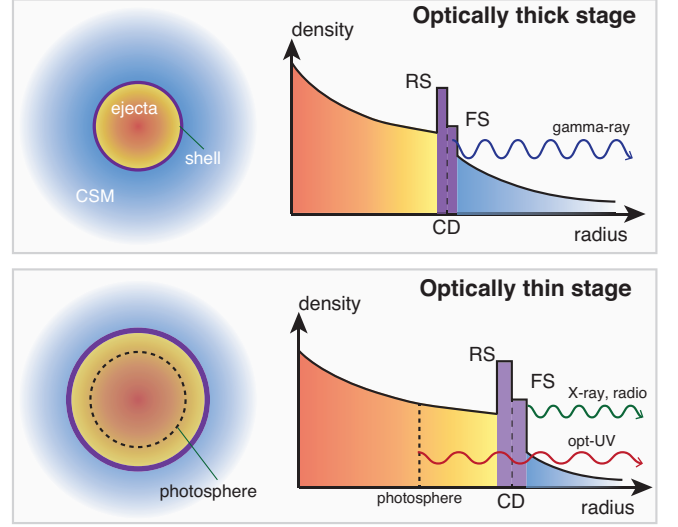 Optically thick stage
density
RS
FS
ejecta
gamma-ray
shell
CSM
CD
radius
Optically thin stage
density
RS
FS
X-ray, radio
opt-UV
photosphere
photosphere
CD
radius